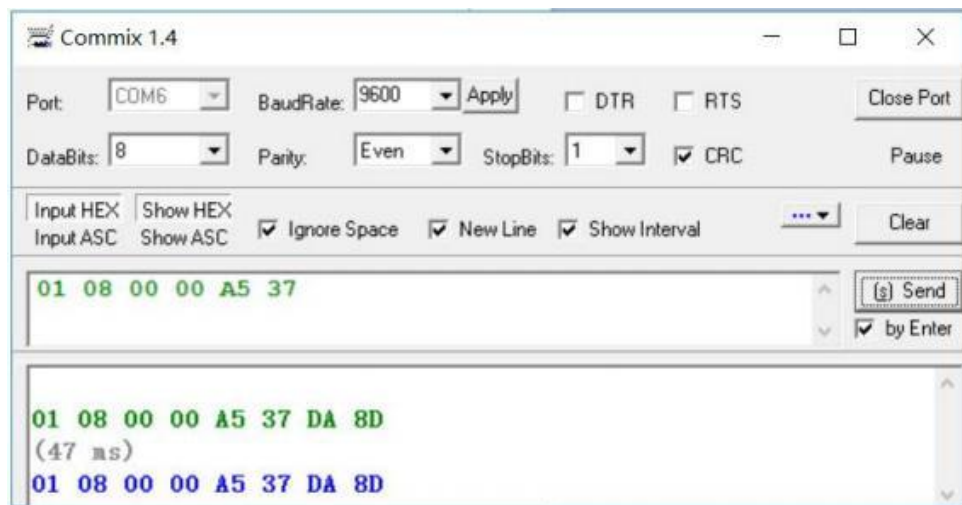 Commix 1.4
Port: COM6 BaudRate: 9600 Apply DTR RTS Close Port
DataBits: 8 Parity: Even StopBits: 1 CRC Pause
Input HEX Show HEX
Input ASC Show ASC Ignore Space New Line Show Interval ... Clear
01 08 00 00 A5 37 (s) Send
by Enter
01 08 00 00 A5 37 DA 8D
(47 ms)
01 08 00 00 A5 37 DA 8D